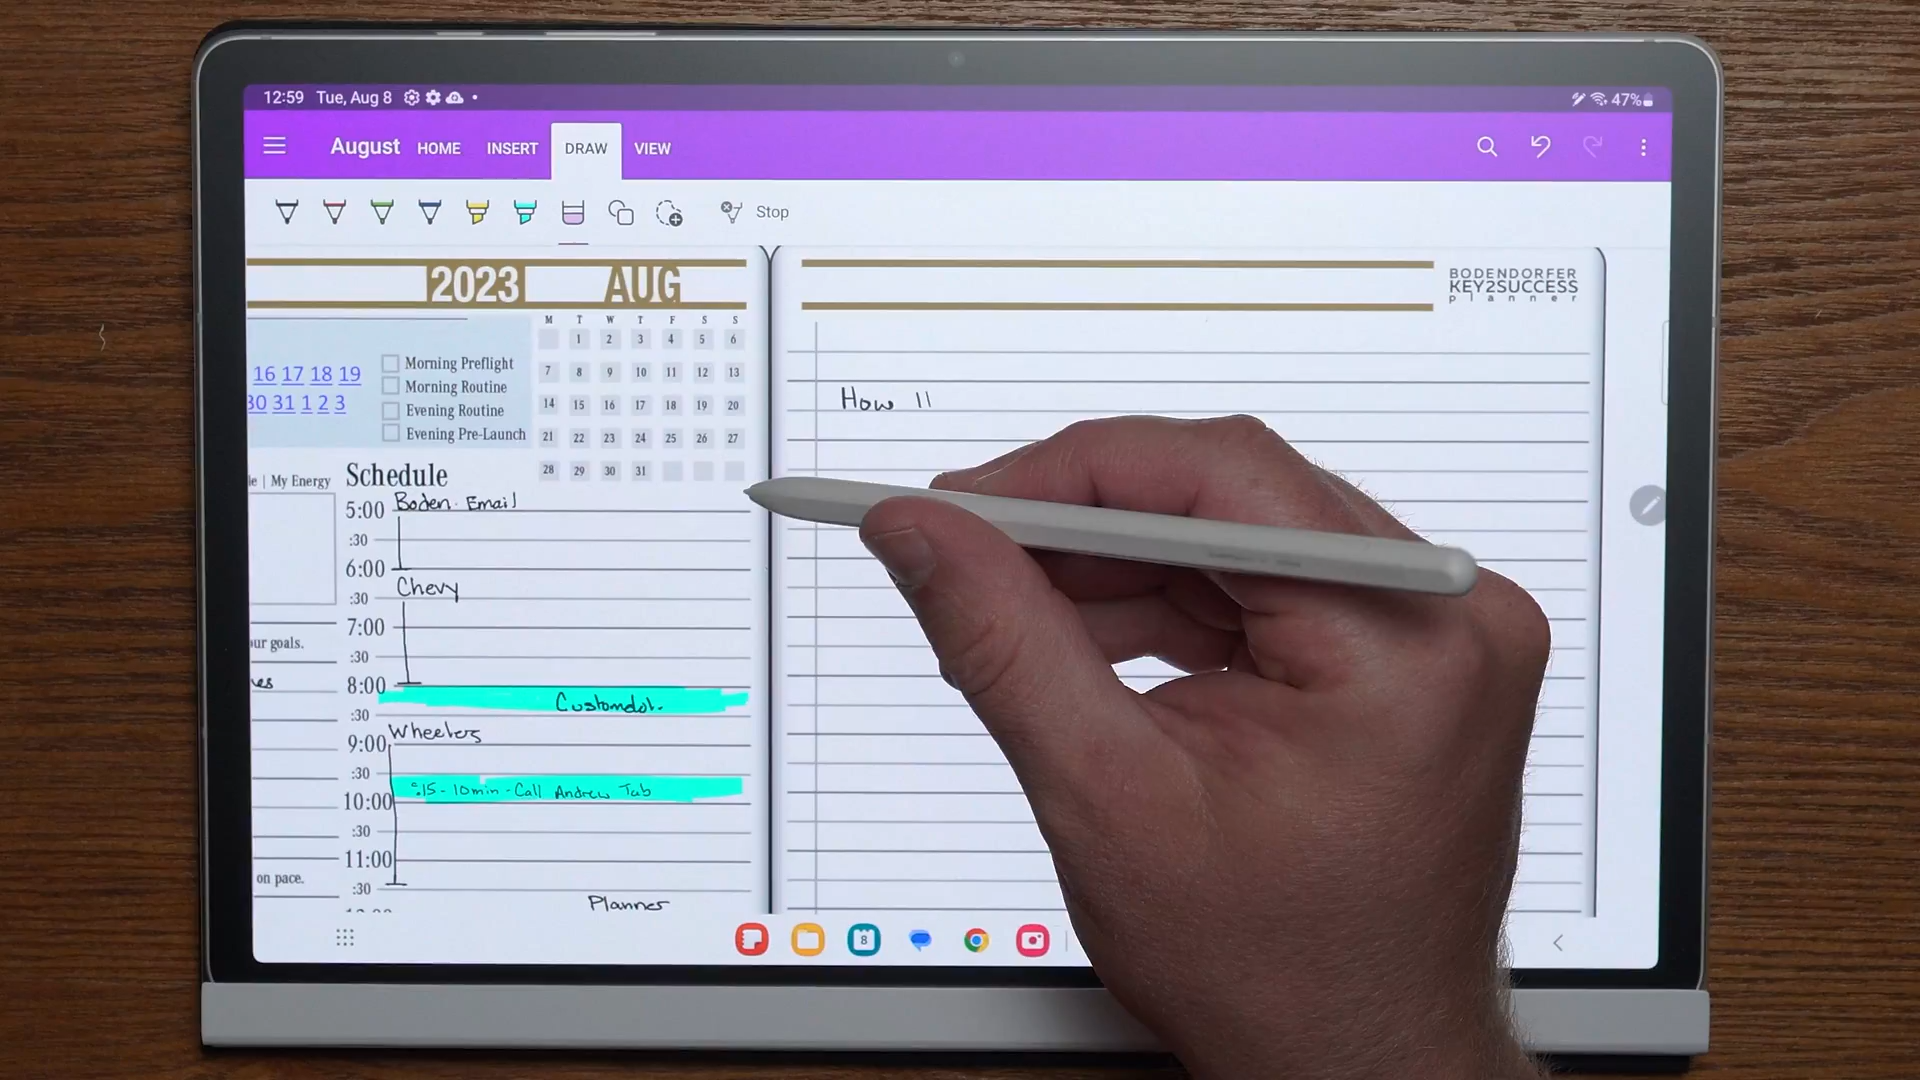 12:59 Tue, Aug 8
47%
August HOME INSERT DRAW VIEW
Stop
2023 AUG
M T W T F S S
1 2 3 4 5 6
7 8 9 10 11 12 13
14 15 16 17 18 19 20
21 22 23 24 25 26 27
28 29 30 31
16 17 18 19
30 31 1 2 3
Morning Preflight
Morning Routine
Evening Routine
Evening Pre-Launch
| My Energy
Schedule
5:00 Boden. Email
:30
6:00
Chevy
:30
7:00
:30
8:00
Customdot.
:30
Wheelers
9:00
:30
:15-10min-Call Andrew Tab
10:00
:30
11:00
:30
Planner
goals.
on pace.
BODENDORFER
KEY2SUCCESS
planner
How 11
8